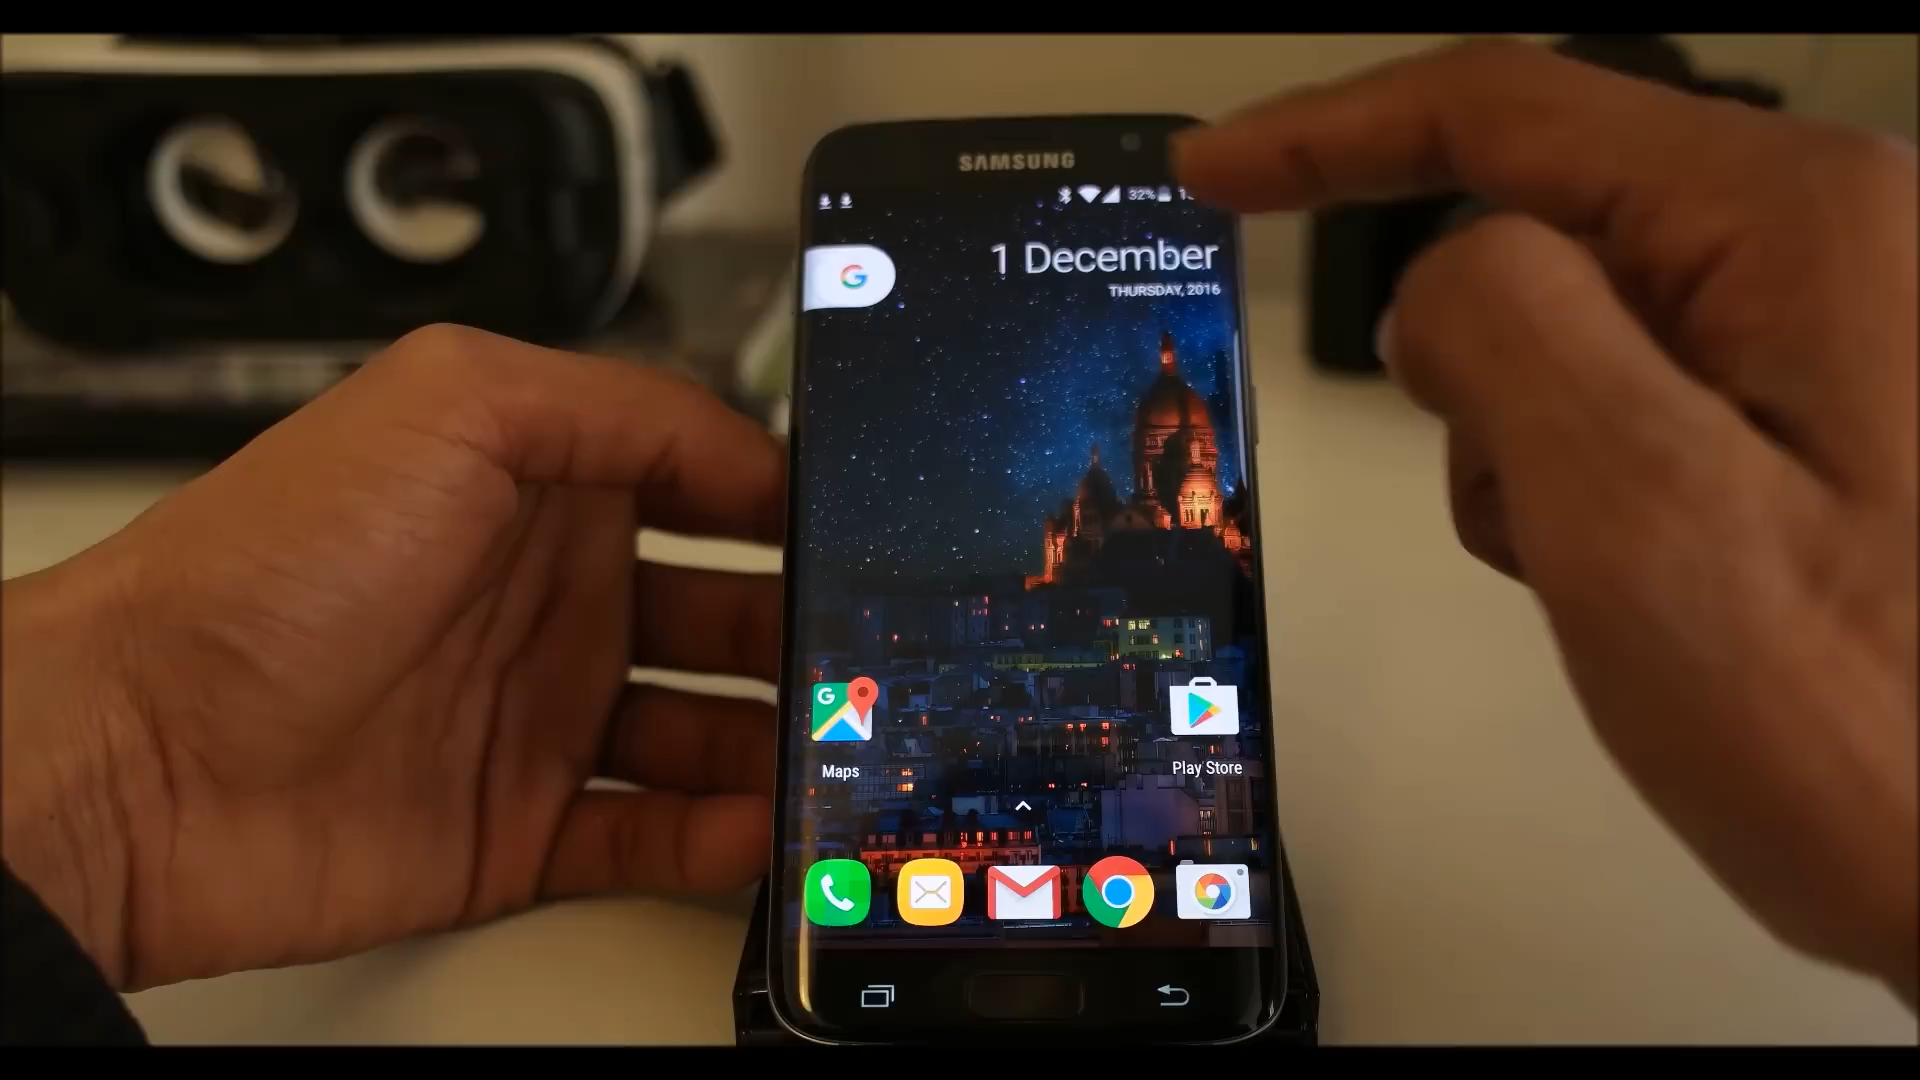 SAMSUNG
32%
1 December
THURSDAY, 2016
G
G
Maps
Play Store